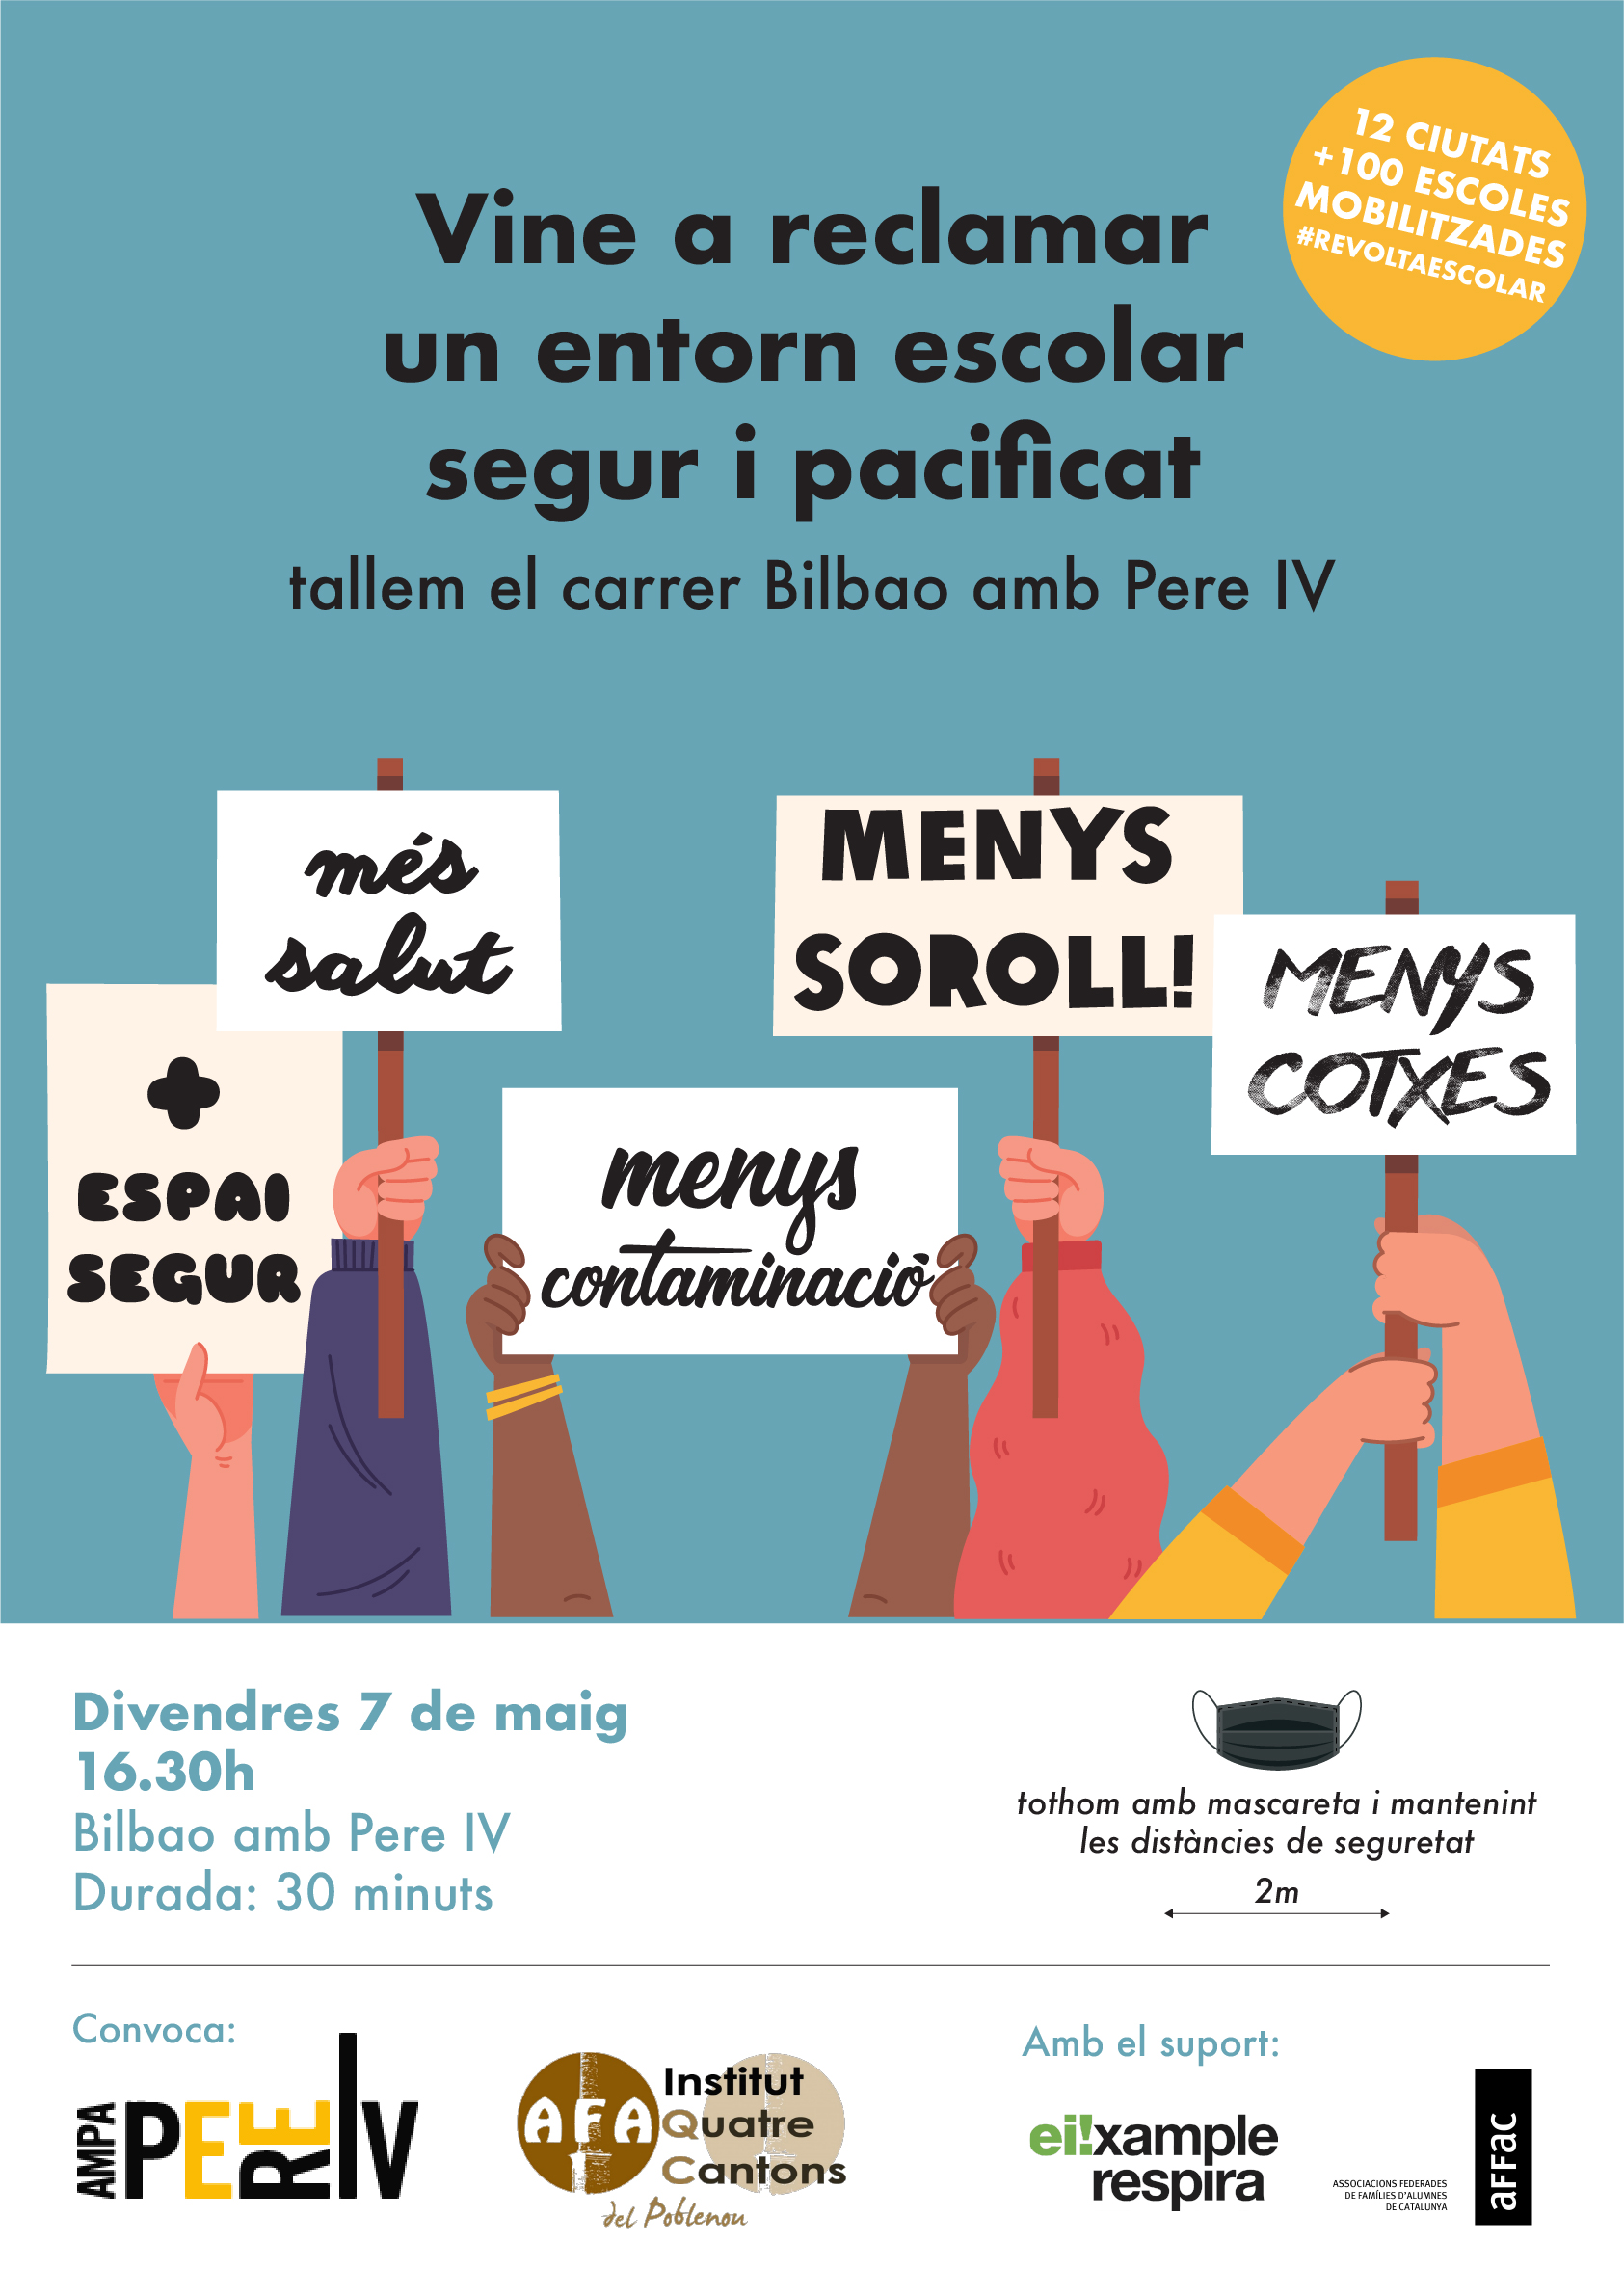 12 CIUTATS
+100 ESCOLES
MOBILITZADES
#REVOLTAESCOLAR
Vine a reclamar
un entorn escolar
segur i pacificat
tallem el carrer Bilbao amb Pere IV
més
salut
MENYS
SOROLL!
MENYS
COTXES
+
ESPAI
SEGUR
menys
contaminaciò
Divendres 7 de maig
16.30h
Bilbao amb Pere IV
Durada: 30 minuts
tothom amb mascareta i mantenint
les distàncies de seguretat
2m
Convoca:
AMPA PERE IV
AFA
Institut
Quatre
Cantons
del Poblenou
Amb el suport:
ei!xample
respira
ASSOCIACIONS FEDERADES
DE FAMÍLIES D'ALUMNES
DE CATALUNYA
aFFaC